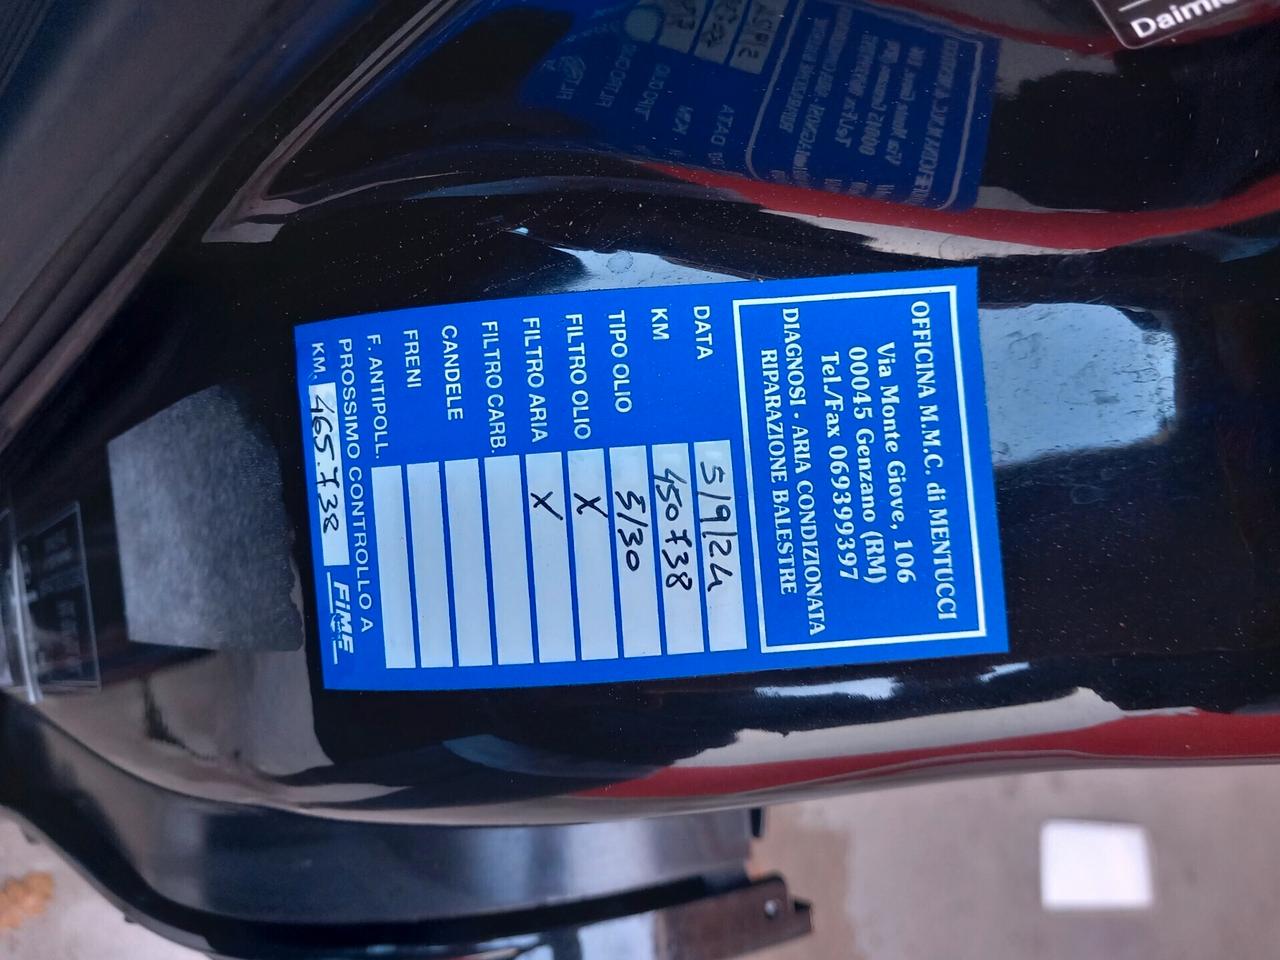 OFFICINA M.M.C. di MENTUCCI
Via Monte Giove, 106
00045 Genzano (RM)
Tel./Fax 069399397
DIAGNOSI - ARIA CONDIZIONATA
RIPARAZIONE BALESTRE
DATA 5/9/24
KM 450738
TIPO OLIO 5/30
FILTRO OLIO X
FILTRO ARIA X
FILTRO CARB.
CANDELE
FRENI
F. ANTIPOLL.
PROSSIMO CONTROLLO A
KM. 465.738 FiME